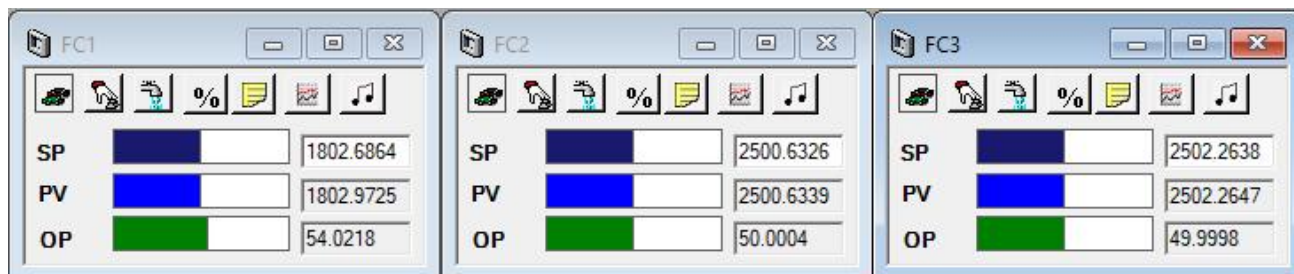 FC1
%
SP 1802.6864
PV 1802.9725
OP 54.0218
FC2
%
SP 2500.6326
PV 2500.6339
OP 50.0004
FC3
%
SP 2502.2638
PV 2502.2647
OP 49.9998